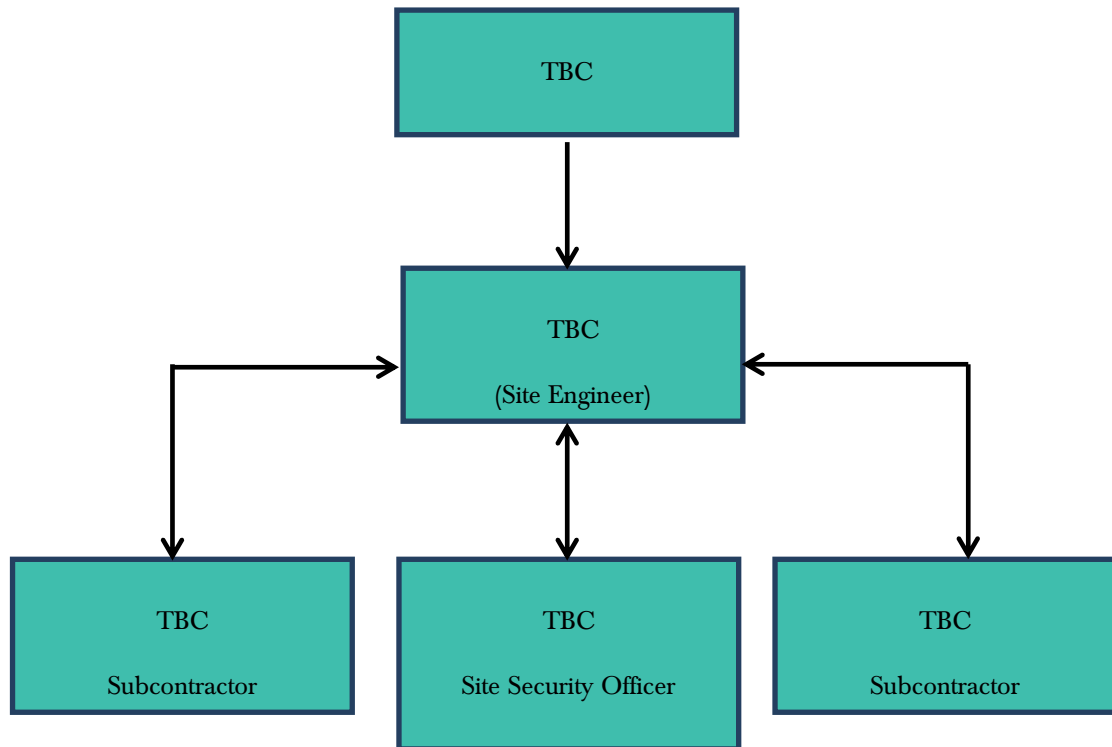 TBC
TBC
(Site Engineer)
TBC
Subcontractor
TBC
Site Security Officer
TBC
Subcontractor